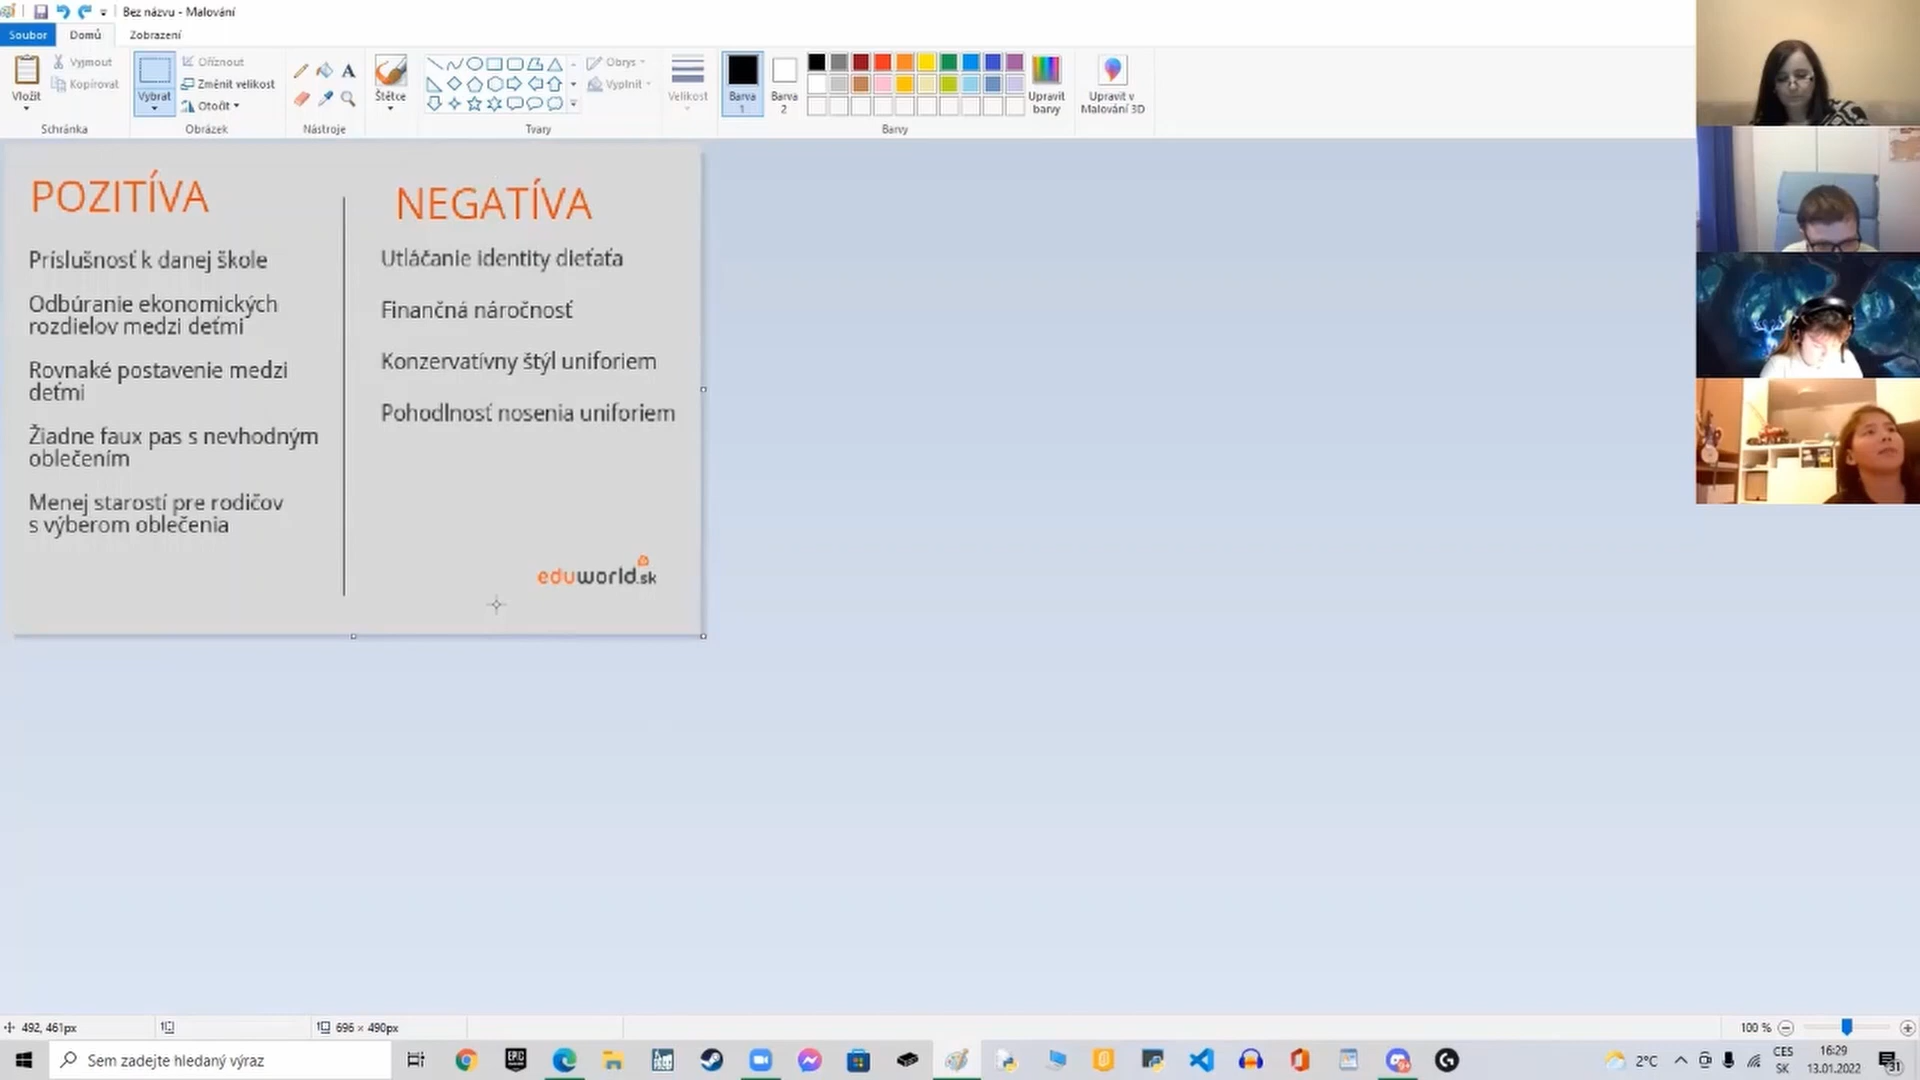 Bez názvu - Malování
Soubor
Domů
Zobrazení
Vložit
Vyjmout
Kopírovat
Schránka
Vybrat
Oříznout
Změnit velikost
Otočit
Obrázek
Nástroje
Štětce
Tvary
Obrys
Vyplnit
Velikost
Barva
1
Barva
2
Upravit
barvy
Barvy
Upravit v
Malování 3D
POZITÍVA
Príslušnosť k danej škole
Odbúranie ekonomických
rozdielov medzi deťmi
Rovnaké postavenie medzi
deťmi
Žiadne faux pas s nevhodným
oblečením
Menej starostí pre rodičov
s výberom oblečenia
NEGATÍVA
Utláčanie identity dieťaťa
Finančná náročnosť
Konzervatívny štýl uniforiem
Pohodlnosť nosenia uniforiem
eduworld.sk
492, 461px
696 × 490px
100 %
Sem zadejte hledaný výraz
EPIC
2°C
CES
SK
16:29
13.01.2022
31